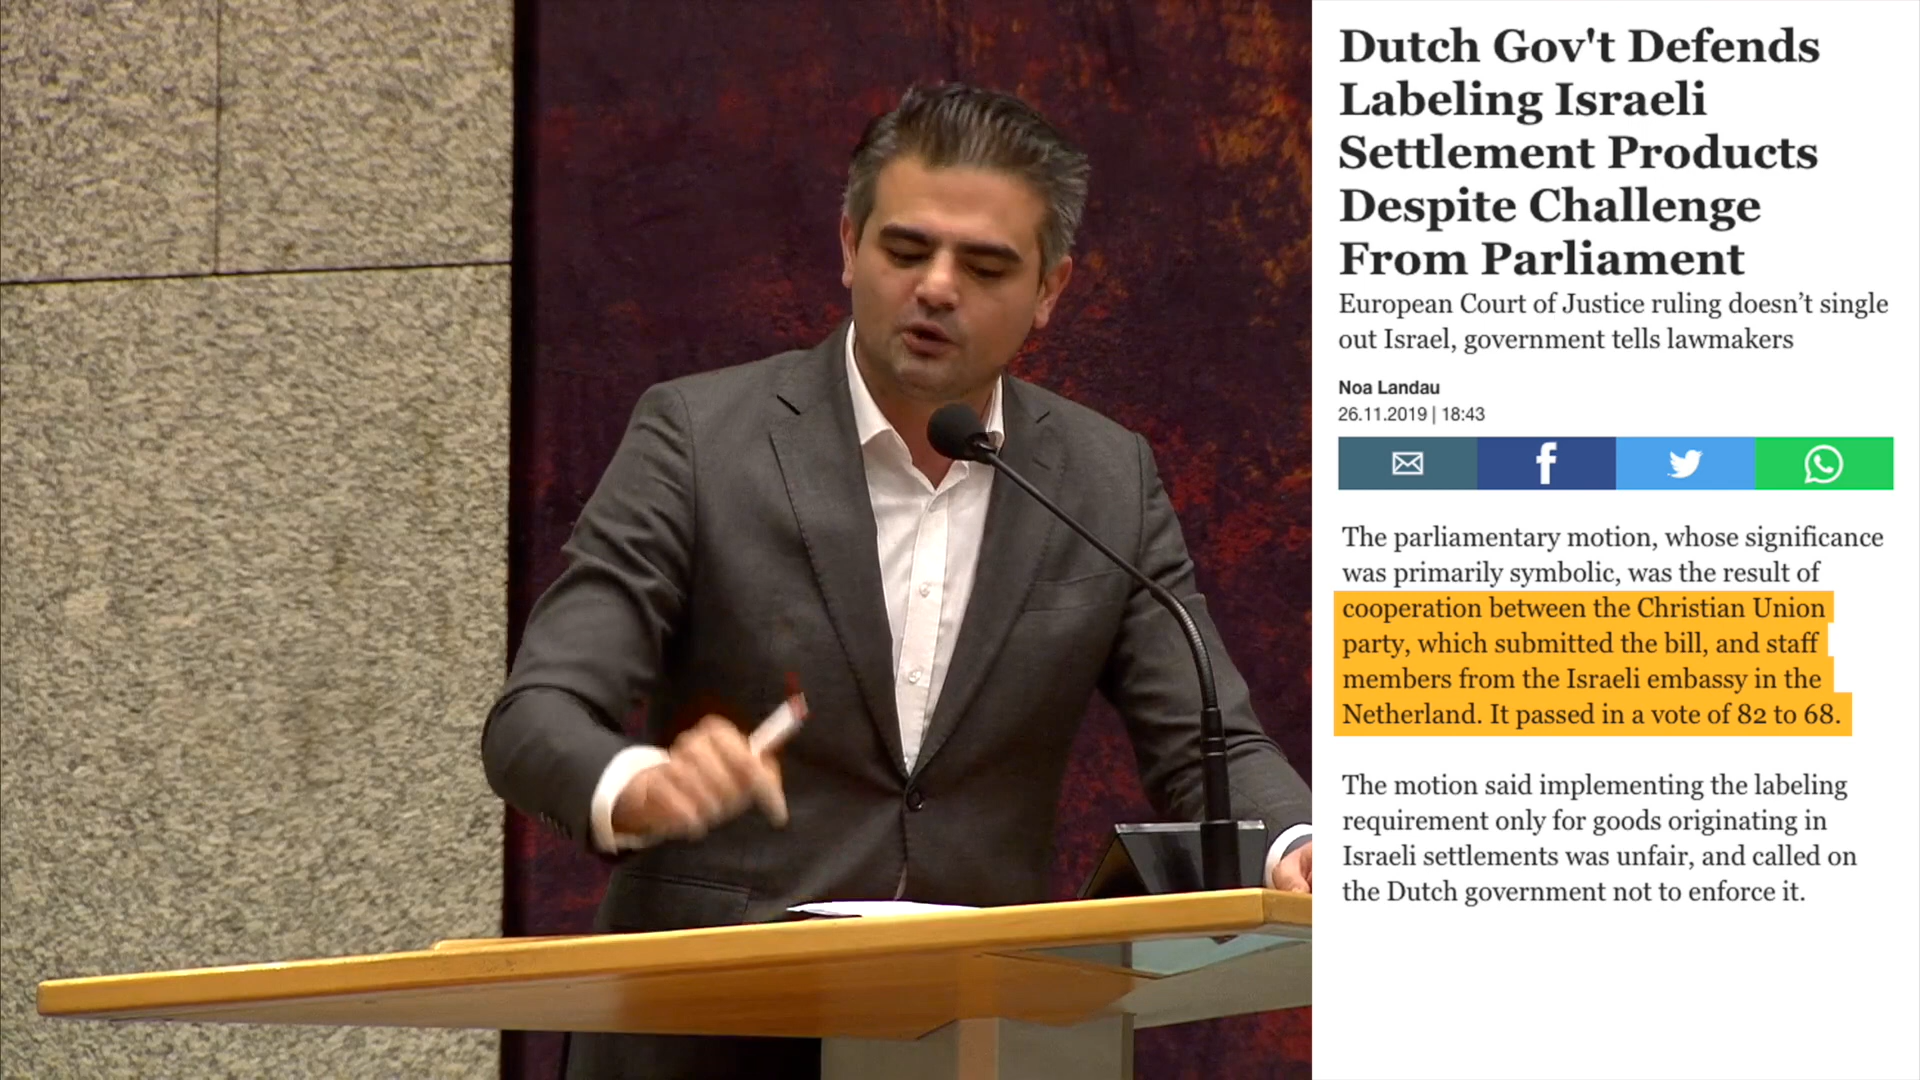 Dutch Gov't Defends
Labeling Israeli
Settlement Products
Despite Challenge
From Parliament
European Court of Justice ruling doesn’t single
out Israel, government tells lawmakers
Noa Landau
26.11.2019 | 18:43
The parliamentary motion, whose significance
was primarily symbolic, was the result of
cooperation between the Christian Union
party, which submitted the bill, and staff
members from the Israeli embassy in the
Netherland. It passed in a vote of 82 to 68.
The motion said implementing the labeling
requirement only for goods originating in
Israeli settlements was unfair, and called on
the Dutch government not to enforce it.